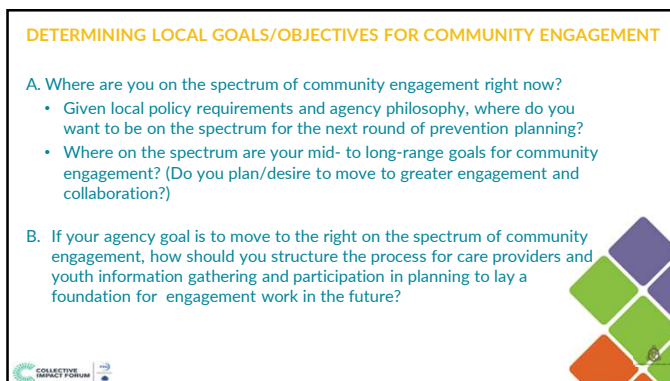 DETERMINING LOCAL GOALS/OBJECTIVES FOR COMMUNITY ENGAGEMENT
A. Where are you on the spectrum of community engagement right now?
• Given local policy requirements and agency philosophy, where do you
want to be on the spectrum for the next round of prevention planning?
• Where on the spectrum are your mid- to long-range goals for community
engagement? (Do you plan/desire to move to greater engagement and
collaboration?)
B. If your agency goal is to move to the right on the spectrum of community
engagement, how should you structure the process for care providers and
youth information gathering and participation in planning to lay a
foundation for engagement work in the future?
COLLECTIVE
IMPACT FORUM